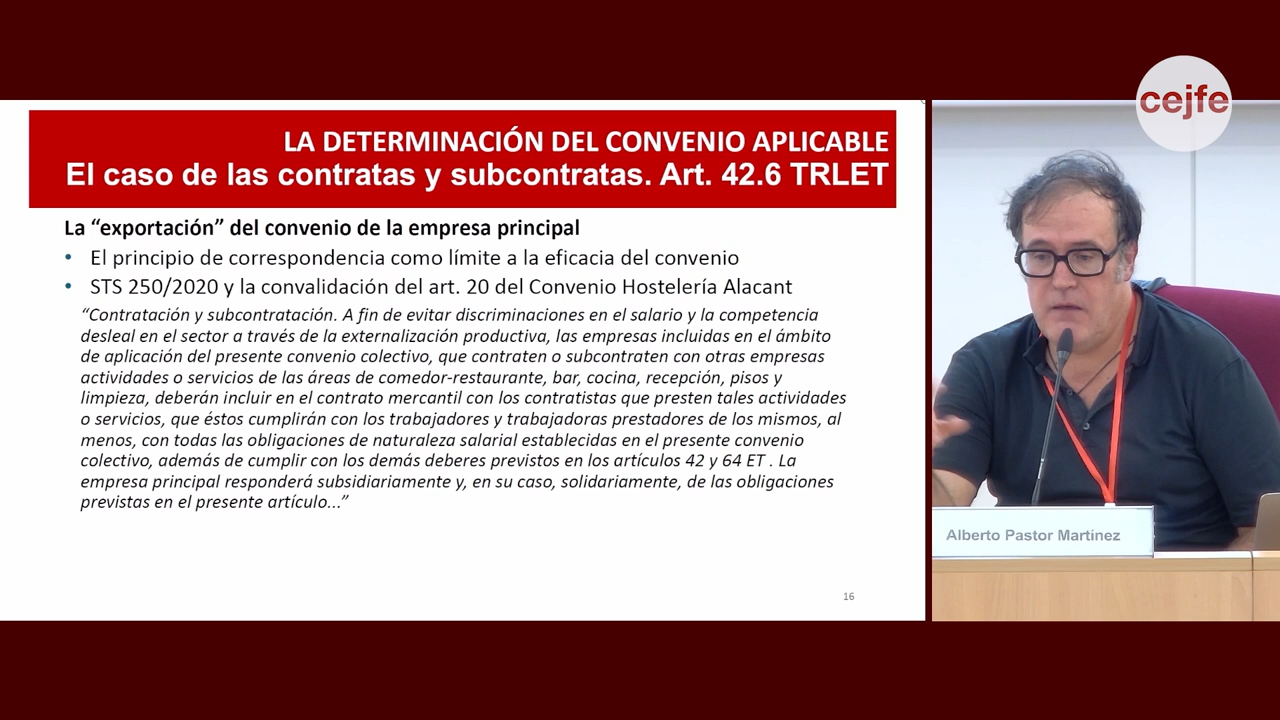 cejfe
LA DETERMINACIÓN DEL CONVENIO APLICABLE
El caso de las contratas y subcontratas. Art. 42.6 TRLET
La “exportación” del convenio de la empresa principal
• El principio de correspondencia como límite a la eficacia del convenio
• STS 250/2020 y la convalidación del art. 20 del Convenio Hostelería Alacant
“Contratación y subcontratación. A fin de evitar discriminaciones en el salario y la competencia
desleal en el sector a través de la externalización productiva, las empresas incluidas en el ámbito
de aplicación del presente convenio colectivo, que contraten o subcontraten con otras empresas
actividades o servicios de las áreas de comedor-restaurante, bar, cocina, recepción, pisos y
limpieza, deberán incluir en el contrato mercantil con los contratistas que presten tales actividades
o servicios, que éstos cumplirán con los trabajadores y trabajadoras prestadores de los mismos, al
menos, con todas las obligaciones de naturaleza salarial establecidas en el presente convenio
colectivo, además de cumplir con los demás deberes previstos en los artículos 42 y 64 ET . La
empresa principal responderá subsidiariamente y, en su caso, solidariamente, de las obligaciones
previstas en el presente artículo...”
16
Alberto Pastor Martínez